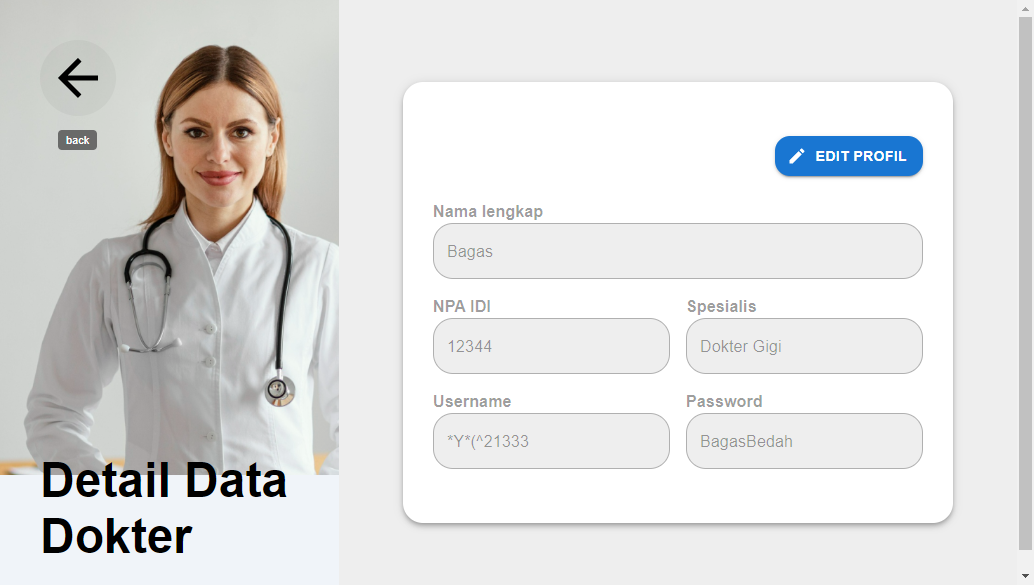 back
Detail Data
Dokter
EDIT PROFIL
Nama lengkap
Bagas
NPA IDI
Spesialis
12344
Dokter Gigi
Username
Password
*Y*(^21333
BagasBedah